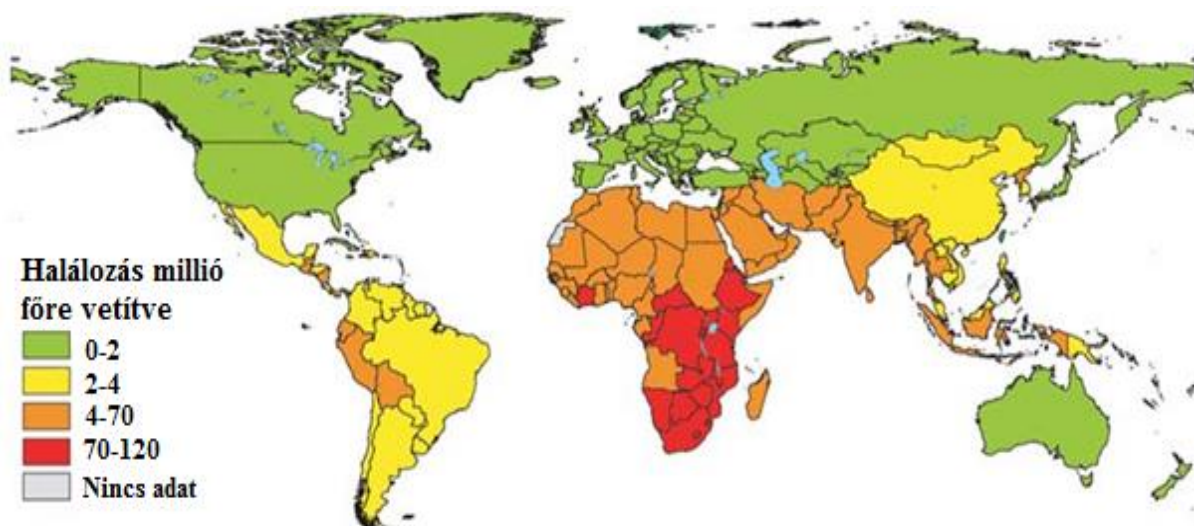 Halálozás millió
főre vetítve
0-2
2-4
4-70
70-120
Nincs adat